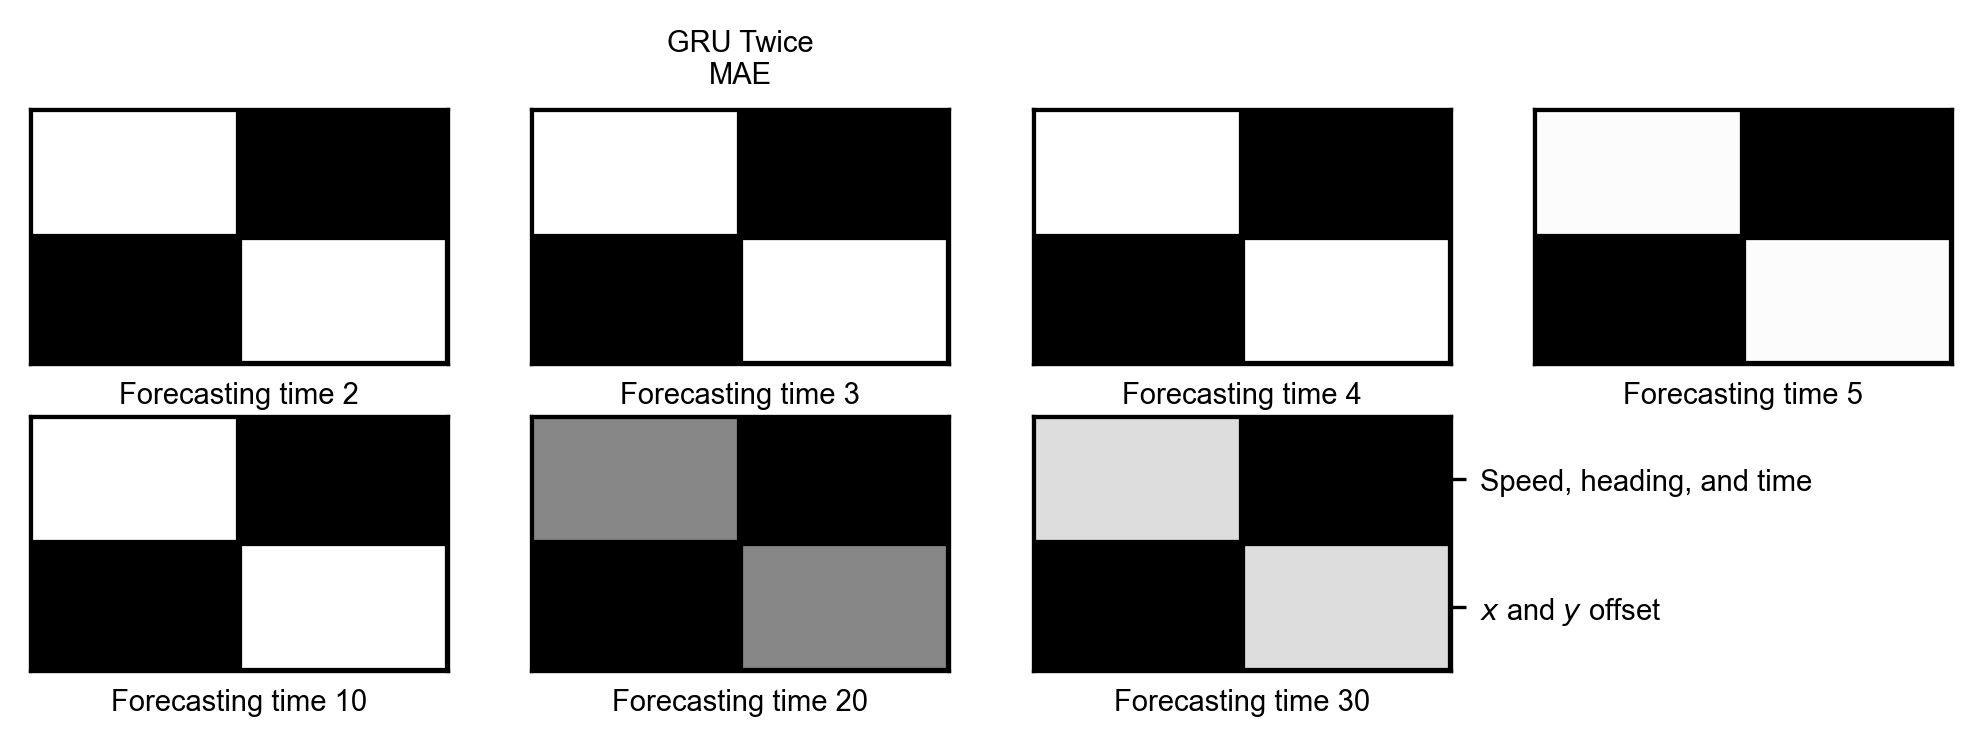 GRU Twice
MAE
Forecasting time 2
Forecasting time 3
Forecasting time 4
Forecasting time 5
Speed, heading, and time
x and y offset
Forecasting time 10
Forecasting time 20
Forecasting time 30